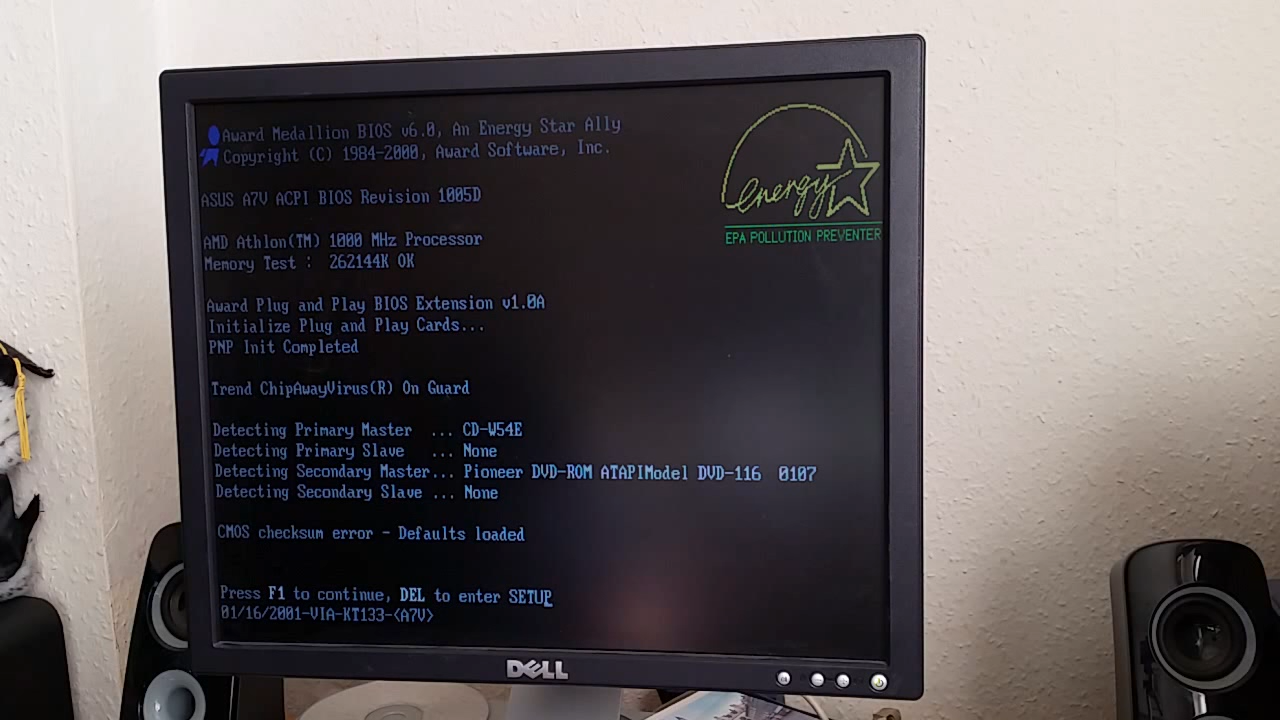 Award Medallion BIOS v6.0, An Energy Star Ally
Copyright (C) 1984-2000, Award Software, Inc.
energy
EPA POLLUTION PREVENTER
ASUS A7V ACPI BIOS Revision 1005D
AMD Athlon(TM) 1000 MHz Processor
Memory Test :  262144K OK
Award Plug and Play BIOS Extension v1.0A
Initialize Plug and Play Cards...
PNP Init Completed
Trend ChipAwayVirus(R) On Guard
Detecting Primary Master  ... CD-W54E
Detecting Primary Slave   ... None
Detecting Secondary Master... Pioneer DVD-ROM ATAPIModel DVD-116  0107
Detecting Secondary Slave ... None
CMOS checksum error - Defaults loaded
Press F1 to continue, DEL to enter SETUP
01/16/2001-VIA-KT133-<A7V>
DELL